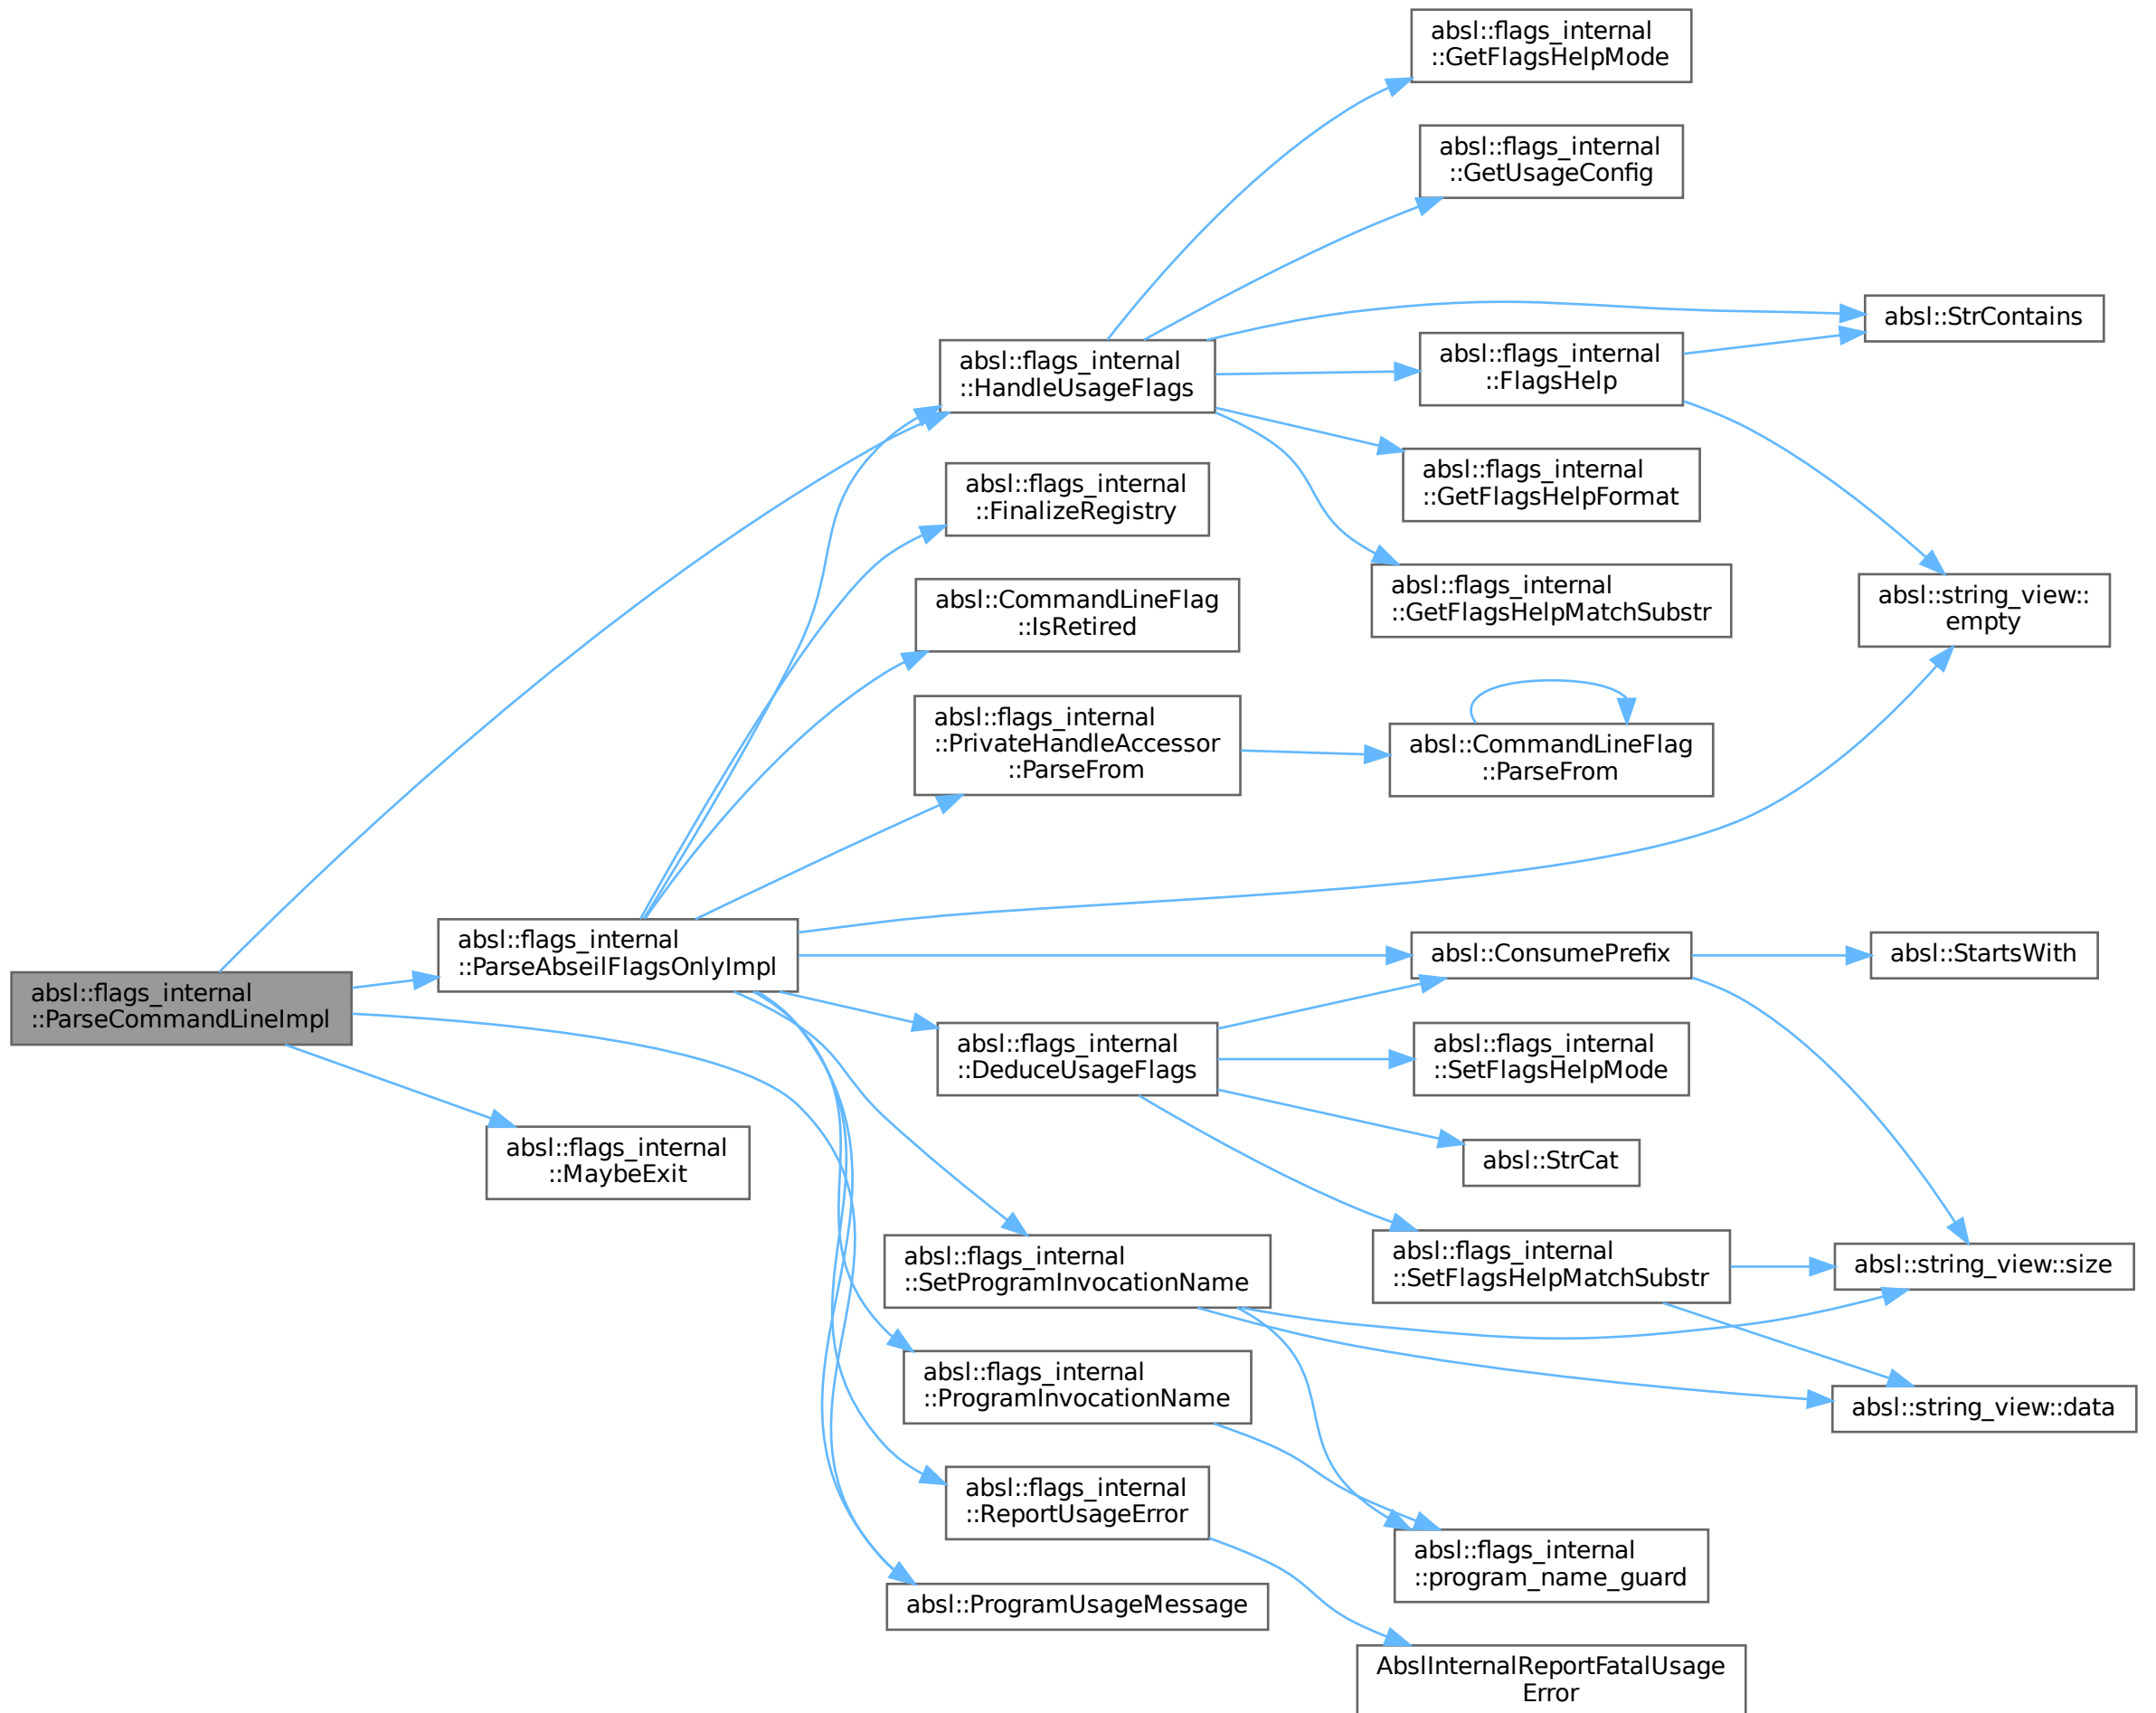 absl::flags_internal
::GetFlagsHelpMode
absl::flags_internal
::GetUsageConfig
absl::StrContains
absl::flags_internal
::HandleUsageFlags
absl::flags_internal
::FlagsHelp
absl::flags_internal
::GetFlagsHelpFormat
absl::flags_internal
::FinalizeRegistry
absl::flags_internal
::GetFlagsHelpMatchSubstr
absl::string_view::
empty
absl::CommandLineFlag
::IsRetired
absl::flags_internal
::PrivateHandleAccessor
::ParseFrom
absl::CommandLineFlag
::ParseFrom
absl::flags_internal
::ParseAbseilFlagsOnlyImpl
absl::ConsumePrefix
absl::StartsWith
absl::flags_internal
::ParseCommandLineImpl
absl::flags_internal
::DeduceUsageFlags
absl::flags_internal
::SetFlagsHelpMode
absl::flags_internal
::MaybeExit
absl::StrCat
absl::flags_internal
::SetProgramInvocationName
absl::flags_internal
::SetFlagsHelpMatchSubstr
absl::string_view::size
absl::flags_internal
::ProgramInvocationName
absl::string_view::data
absl::flags_internal
::ReportUsageError
absl::flags_internal
::program_name_guard
absl::ProgramUsageMessage
AbslInternalReportFatalUsage
Error